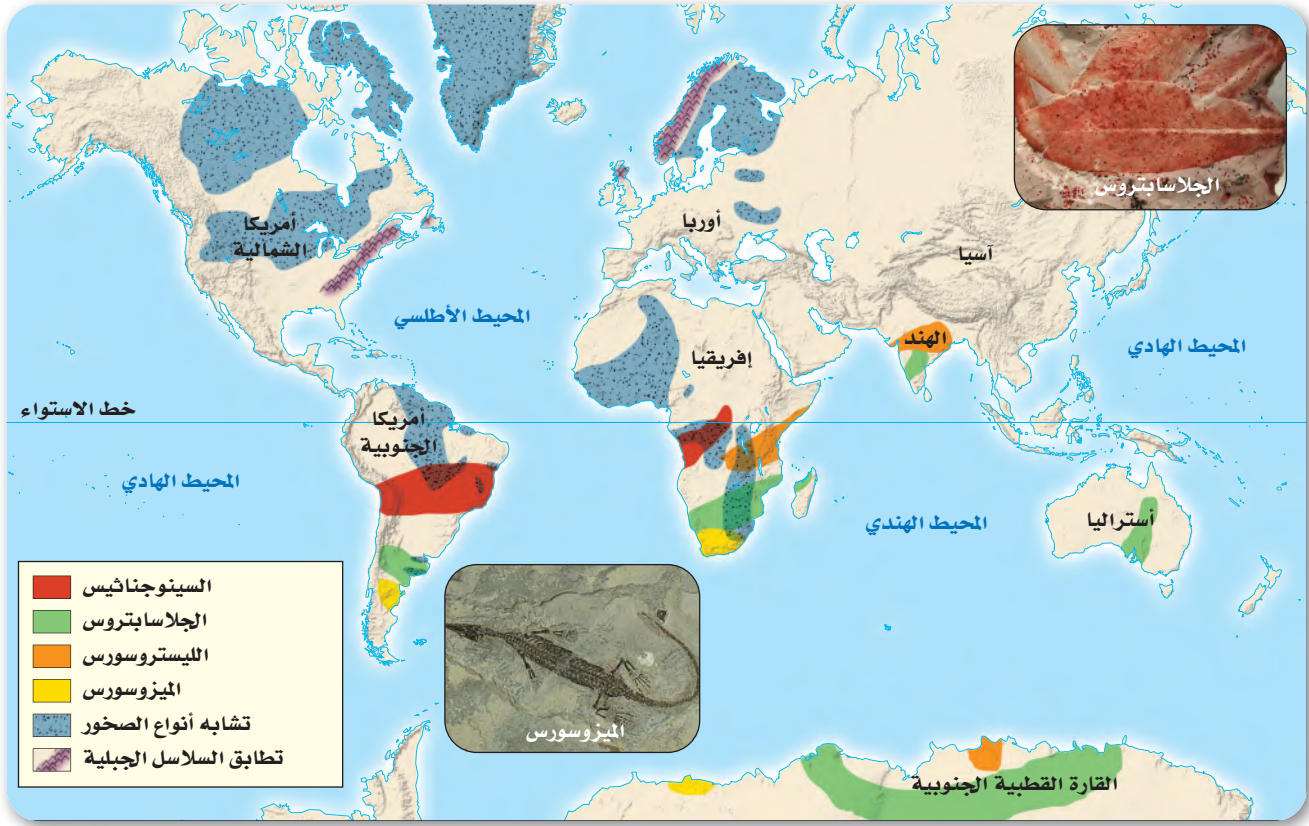 الجلاسابتروس
أوربا
أمريكا
الشمالية
آسيا
المحيط الأطلسي
الهند
المحيط الهادي
إفريقيا
خط الاستواء
أمريكا
الجنوبية
المحيط الهادي
المحيط الهندي
أستراليا
السينوجناثيس
الجلاسابتروس
الليستروسورس
الميزوسورس
تشابه أنواع الصخور
تطابق السلاسل الجبلية
الميزوسورس
القارة القطبية الجنوبية